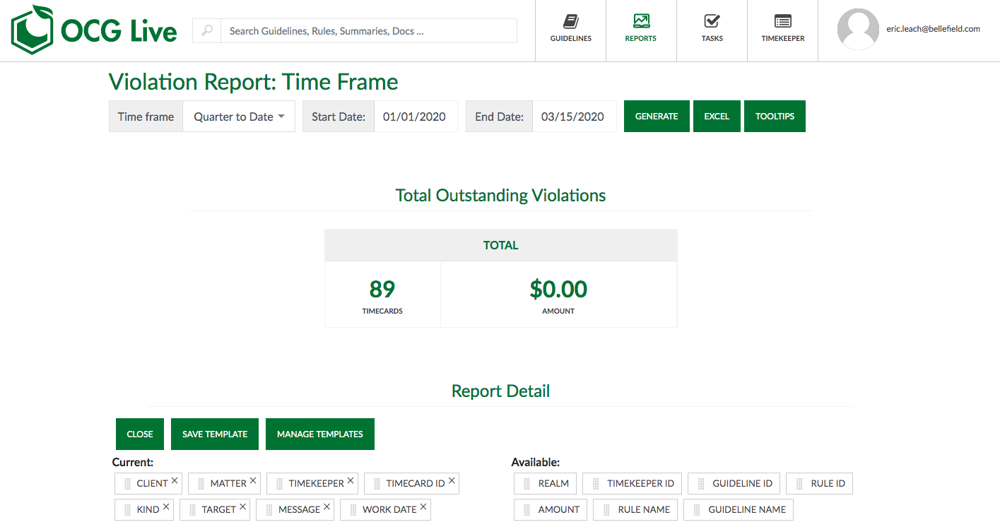 OCG Live
Search Guidelines, Rules, Summaries, Docs ...
GUIDELINES
REPORTS
TASKS
TIMEKEEPER
eric.leach@bellefield.com
Violation Report: Time Frame
Time frame Quarter to Date Start Date: 01/01/2020 End Date: 03/15/2020 GENERATE EXCEL TOOLTIPS
Total Outstanding Violations
TOTAL
89 $0.00
TIMECARDS AMOUNT
Report Detail
CLOSE SAVE TEMPLATE MANAGE TEMPLATES
Current:
CLIENT MATTER TIMEKEEPER TIMECARD ID
KIND TARGET MESSAGE WORK DATE
Available:
REALM TIMEKEEPER ID GUIDELINE ID RULE ID
AMOUNT RULE NAME GUIDELINE NAME